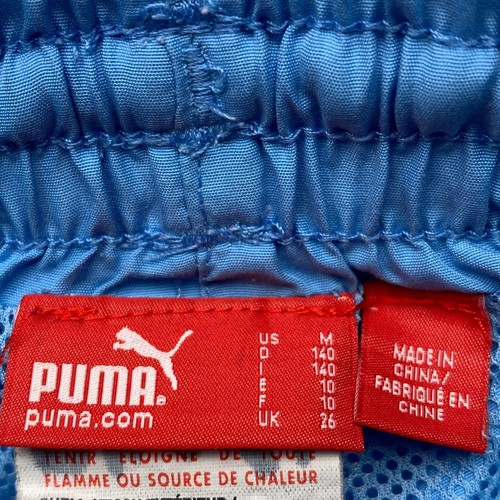 PUMA®
puma.com
US M
D 140
I 140
E 10
F 10
UK 26
MADE IN
CHINA/
FABRIQUÉ EN
CHINE
TENIR ÉLOIGNÉ DE TOUTE
FLAMME OU SOURCE DE CHALEUR